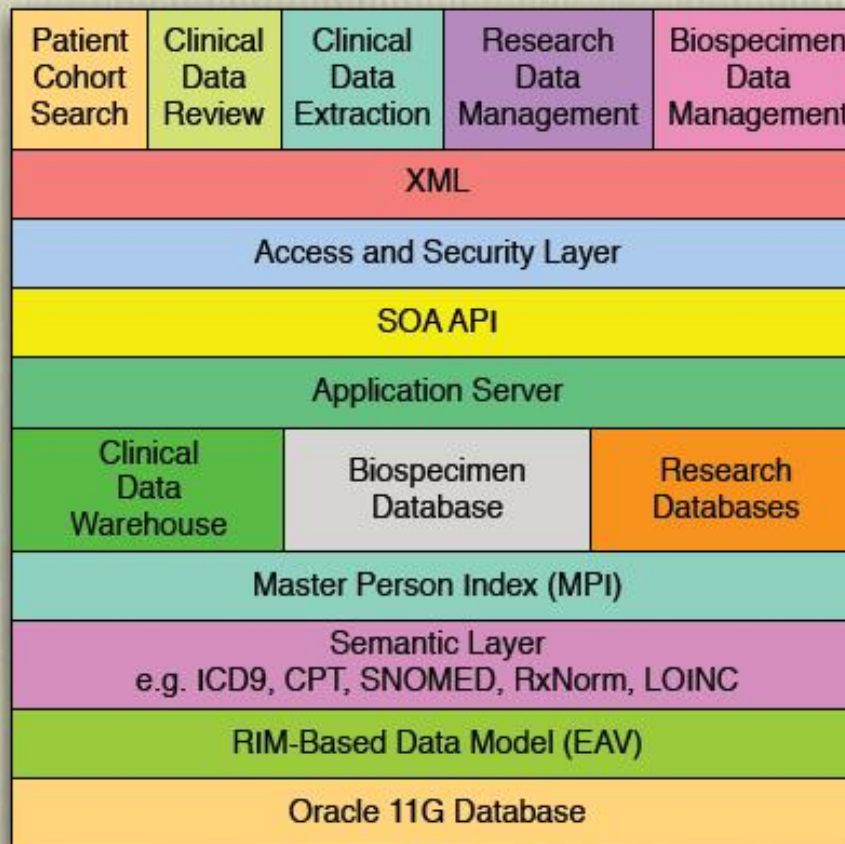 Patient
Cohort
Search
Clinical
Data
Review
Clinical
Data
Extraction
Research
Data
Management
Biospecimen
Data
Management
XML
Access and Security Layer
SOA API
Application Server
Clinical
Data
Warehouse
Biospecimen
Database
Research
Databases
Master Person Index (MPI)
Semantic Layer
e.g. ICD9, CPT, SNOMED, RxNorm, LOINC
RIM-Based Data Model (EAV)
Oracle 11G Database